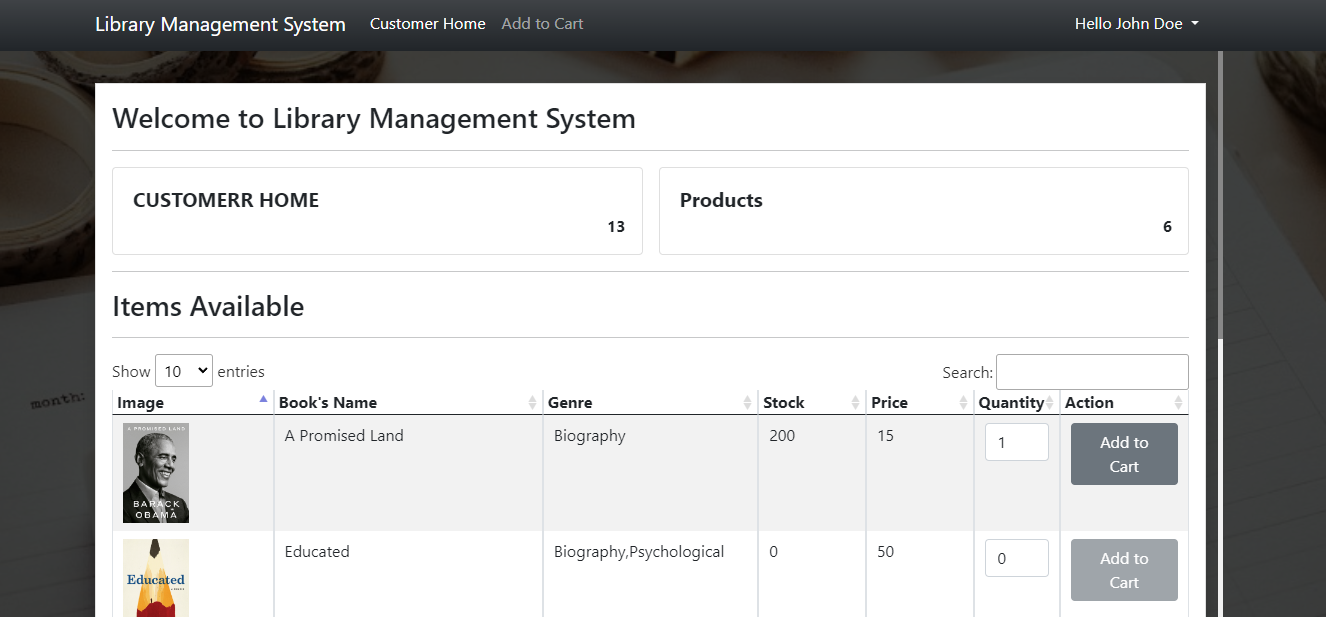 Library Management System Customer Home Add to Cart Hello John Doe
Welcome to Library Management System
CUSTOMERR HOME
13
Products
6
Items Available
Show 10 entries
Search:
month:
Image Book's Name Genre Stock Price Quantity Action
A PROMISED LAND
BARACK
OBAMA
A Promised Land Biography 200 15 1 Add to
Cart
Educated
Educated Biography,Psychological 0 50 0 Add to
Cart